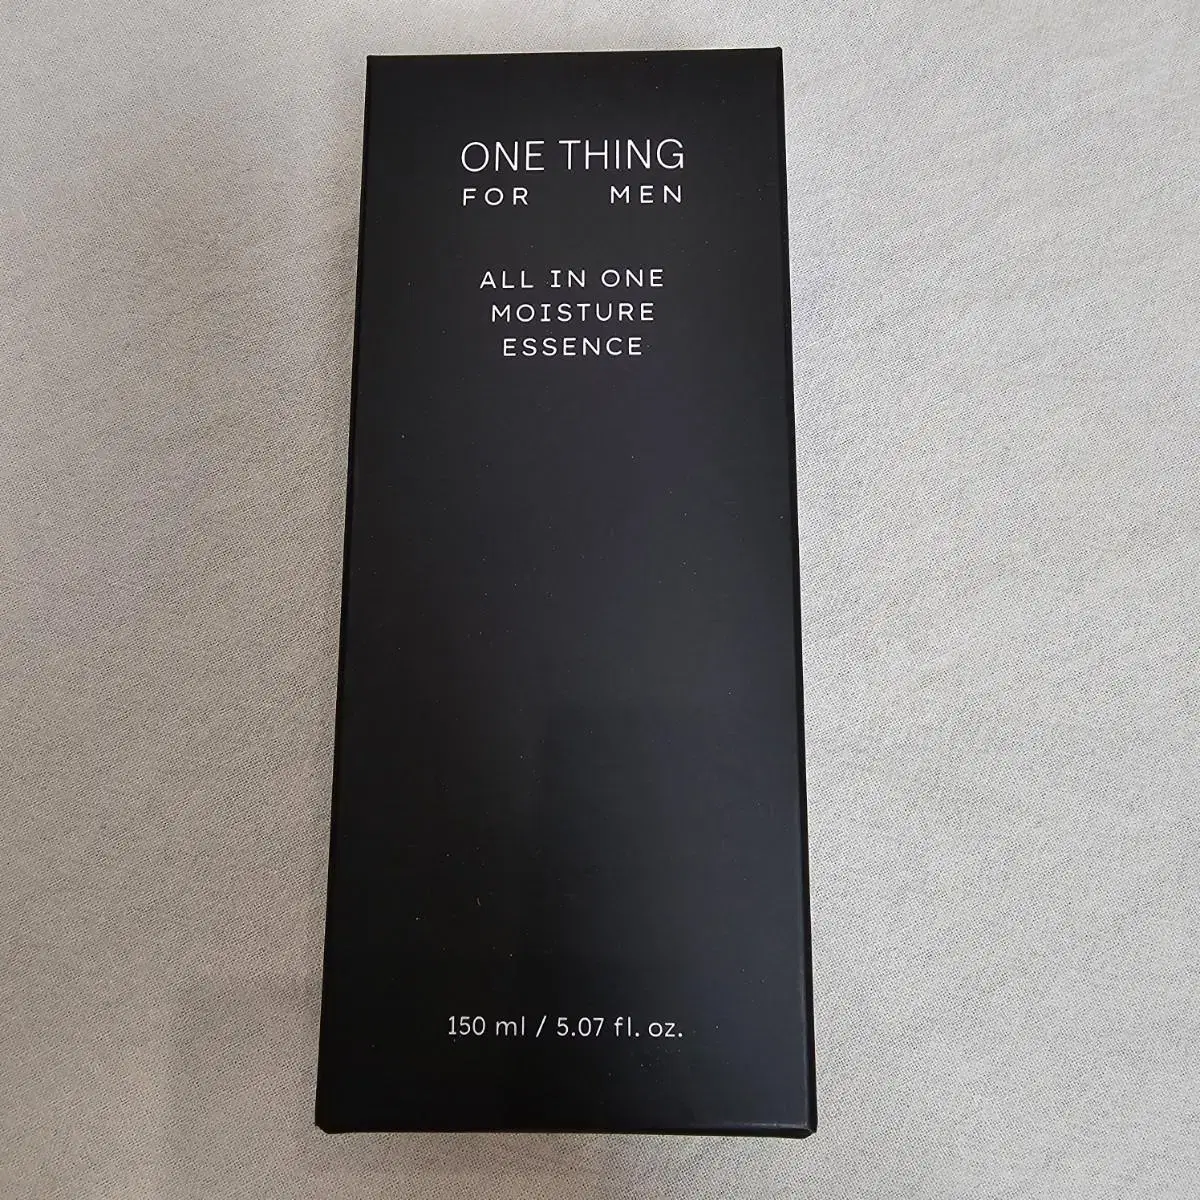 ONE THING
FOR MEN
ALL IN ONE
MOISTURE
ESSENCE
150 ml / 5.07 fl. oz.